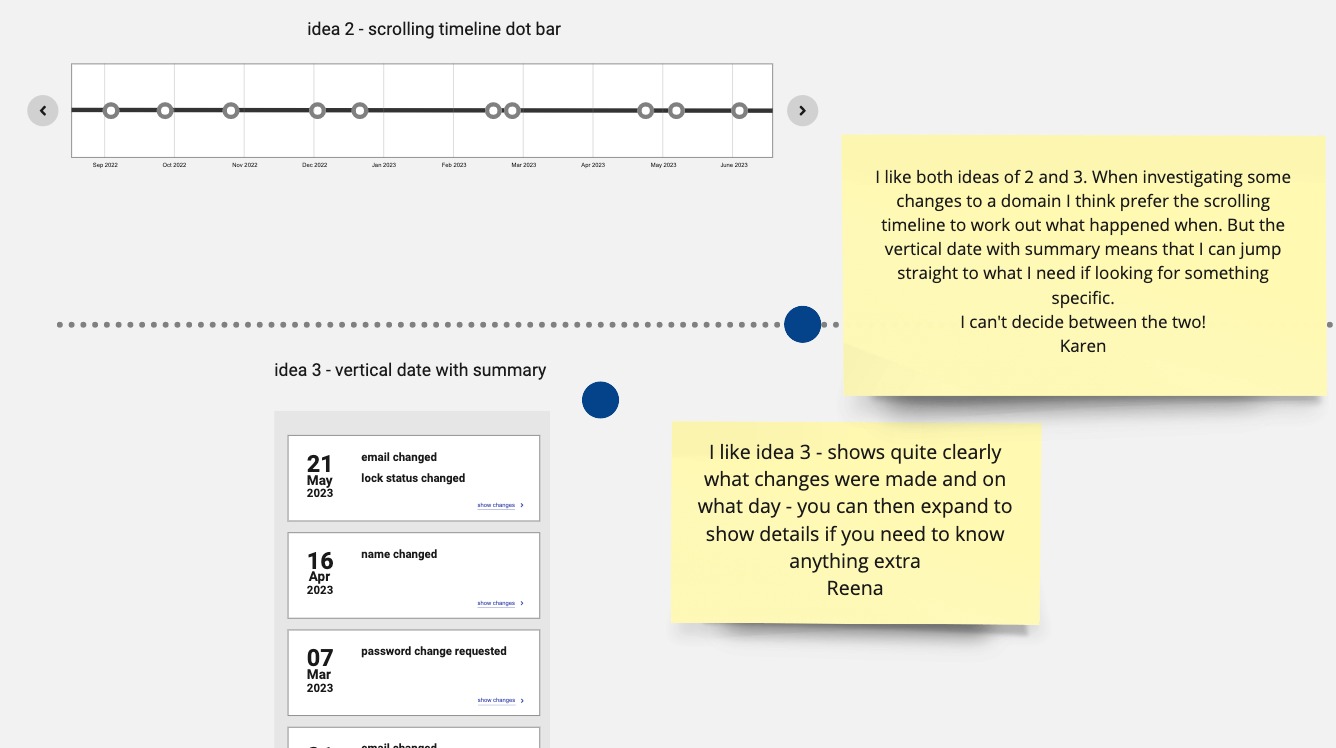 idea 2 - scrolling timeline dot bar
Sep 2022
Oct 2022
Nov 2022
Dec 2022
Jan 2023
Feb 2023
Mar 2023
Apr 2023
May 2023
June 2023
I like both ideas of 2 and 3. When investigating some
changes to a domain I think prefer the scrolling
timeline to work out what happened when. But the
vertical date with summary means that I can jump
straight to what I need if looking for something
specific.
I can't decide between the two!
Karen
idea 3 - vertical date with summary
21
May
2023
email changed
lock status changed
show changes
16
Apr
2023
name changed
show changes
07
Mar
2023
password change requested
show changes
email changed
I like idea 3 - shows quite clearly
what changes were made and on
what day - you can then expand to
show details if you need to know
anything extra
Reena